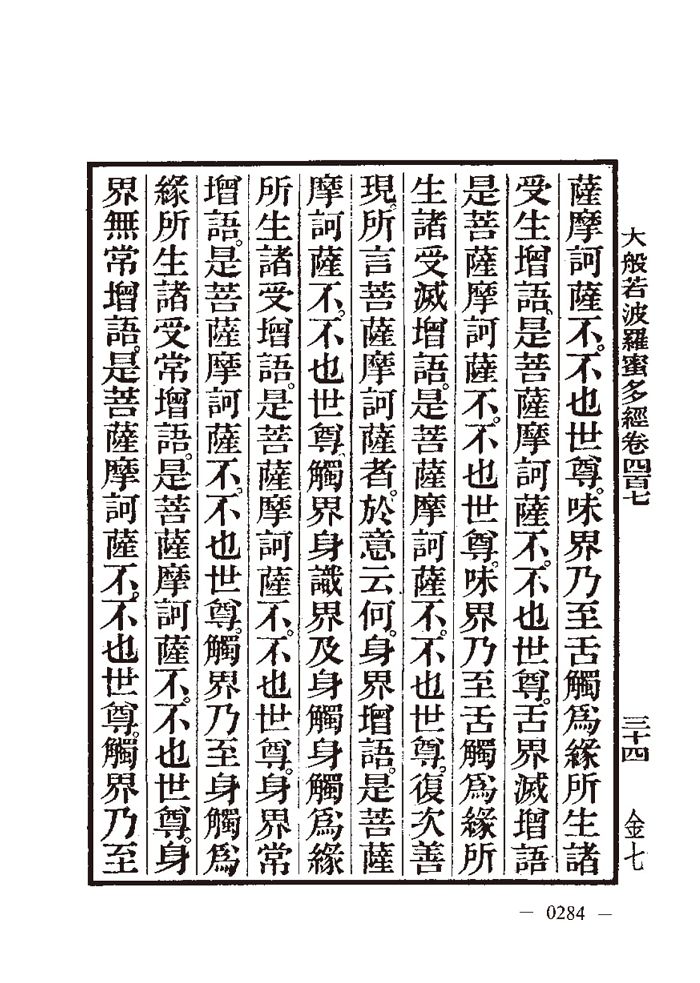 大般若波羅蜜多經卷四百七 三十四 金七
薩摩訶薩不。不也世尊。味界乃至舌觸爲緣所生諸
受生增語。是菩薩摩訶薩不。不也世尊。舌界滅增語
是菩薩摩訶薩不。不也世尊。味界乃至舌觸爲緣所
生諸受滅增語。是菩薩摩訶薩不。不也世尊。復次善
現。所言菩薩摩訶薩者。於意云何。身界增語。是菩薩
摩訶薩不。不也世尊。觸界身識界及身觸身觸爲緣
所生諸受增語。是菩薩摩訶薩不。不也世尊。身界常
增語。是菩薩摩訶薩不。不也世尊。觸界乃至身觸爲
緣所生諸受常增語。是菩薩摩訶薩不。不也世尊。身
界無常增語。是菩薩摩訶薩不。不也世尊。觸界乃至
— 0284 —